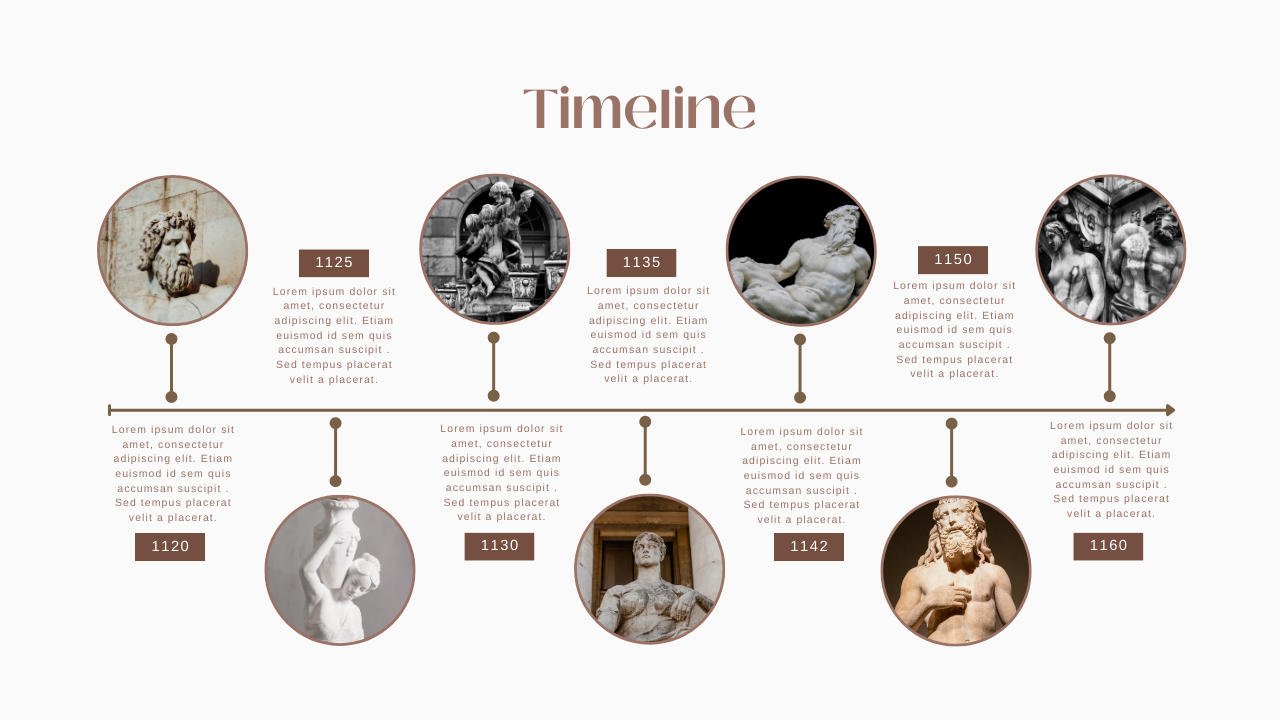 Timeline
1125
Lorem ipsum dolor sit
amet, consectetur
adipiscing elit. Etiam
euismod id sem quis
accumsan suscipit .
Sed tempus placerat
velit a placerat.
1135
Lorem ipsum dolor sit
amet, consectetur
adipiscing elit. Etiam
euismod id sem quis
accumsan suscipit .
Sed tempus placerat
velit a placerat.
1150
Lorem ipsum dolor sit
amet, consectetur
adipiscing elit. Etiam
euismod id sem quis
accumsan suscipit .
Sed tempus placerat
velit a placerat.
Lorem ipsum dolor sit
amet, consectetur
adipiscing elit. Etiam
euismod id sem quis
accumsan suscipit .
Sed tempus placerat
velit a placerat.
1120
Lorem ipsum dolor sit
amet, consectetur
adipiscing elit. Etiam
euismod id sem quis
accumsan suscipit .
Sed tempus placerat
velit a placerat.
1130
Lorem ipsum dolor sit
amet, consectetur
adipiscing elit. Etiam
euismod id sem quis
accumsan suscipit .
Sed tempus placerat
velit a placerat.
1142
Lorem ipsum dolor sit
amet, consectetur
adipiscing elit. Etiam
euismod id sem quis
accumsan suscipit .
Sed tempus placerat
velit a placerat.
1160